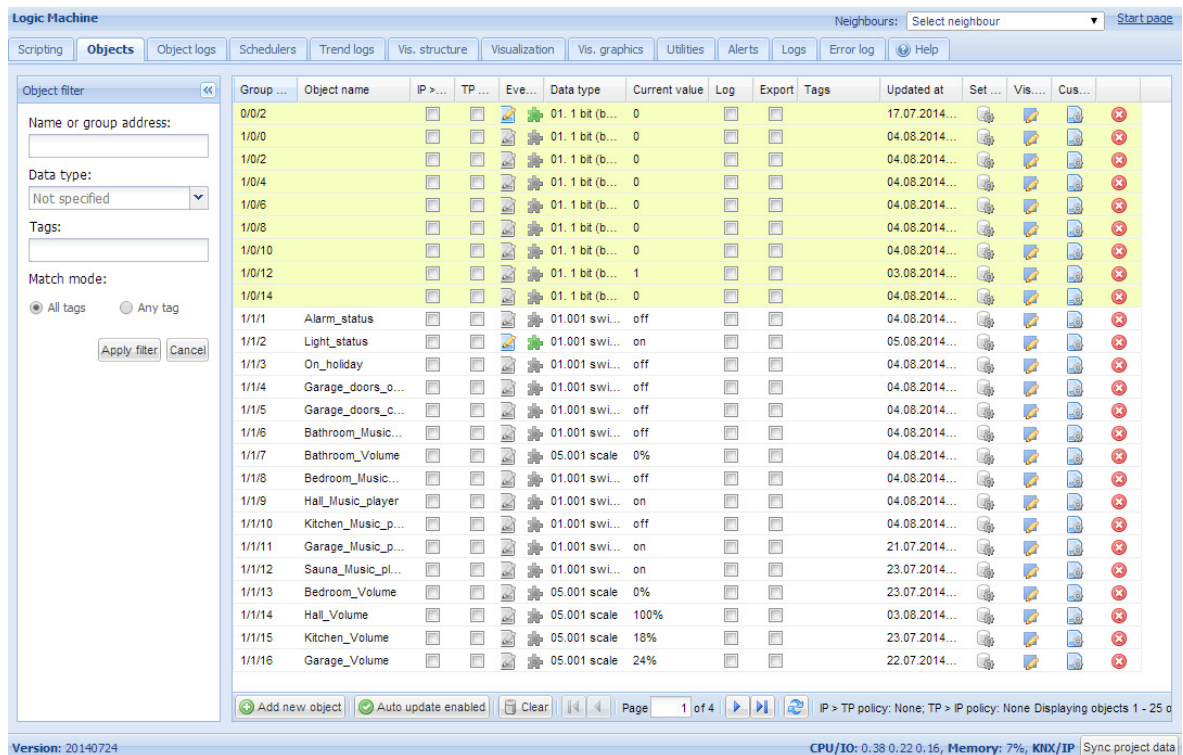 Logic Machine
Neighbours: Select neighbour Start page
Scripting Objects Object logs Schedulers Trend logs Vis. structure Visualization Vis. graphics Utilities Alerts Logs Error log Help
Object filter
Name or group address:
Data type:
Not specified
Tags:
Match mode:
All tags Any tag
Apply filter Cancel
Group ... Object name IP >... TP ... Eve... Data type Current value Log Export Tags Updated at Set ... Vis.... Cus...
0/0/2 01. 1 bit (b... 0 17.07.2014...
1/0/0 01. 1 bit (b... 0 04.08.2014...
1/0/2 01. 1 bit (b... 0 04.08.2014...
1/0/4 01. 1 bit (b... 0 04.08.2014...
1/0/6 01. 1 bit (b... 0 04.08.2014...
1/0/8 01. 1 bit (b... 0 04.08.2014...
1/0/10 01. 1 bit (b... 0 04.08.2014...
1/0/12 01. 1 bit (b... 1 03.08.2014...
1/0/14 01. 1 bit (b... 0 04.08.2014...
1/1/1 Alarm_status 01.001 swi... off 04.08.2014...
1/1/2 Light_status 01.001 swi... on 05.08.2014...
1/1/3 On_holiday 01.001 swi... off 04.08.2014...
1/1/4 Garage_doors_o... 01.001 swi... off 04.08.2014...
1/1/5 Garage_doors_c... 01.001 swi... off 04.08.2014...
1/1/6 Bathroom_Music... 01.001 swi... off 04.08.2014...
1/1/7 Bathroom_Volume 05.001 scale 0% 04.08.2014...
1/1/8 Bedroom_Music... 01.001 swi... off 04.08.2014...
1/1/9 Hall_Music_player 01.001 swi... on 04.08.2014...
1/1/10 Kitchen_Music_p... 01.001 swi... off 04.08.2014...
1/1/11 Garage_Music_p... 01.001 swi... on 21.07.2014...
1/1/12 Sauna_Music_pl... 01.001 swi... on 23.07.2014...
1/1/13 Bedroom_Volume 05.001 scale 0% 23.07.2014...
1/1/14 Hall_Volume 05.001 scale 100% 03.08.2014...
1/1/15 Kitchen_Volume 05.001 scale 18% 23.07.2014...
1/1/16 Garage_Volume 05.001 scale 24% 22.07.2014...
Add new object Auto update enabled Clear Page 1 of 4 IP > TP policy: None; TP > IP policy: None Displaying objects 1 - 25 o
Version: 20140724 CPU/IO: 0.38 0.22 0.16, Memory: 7%, KNX/IP Sync project data